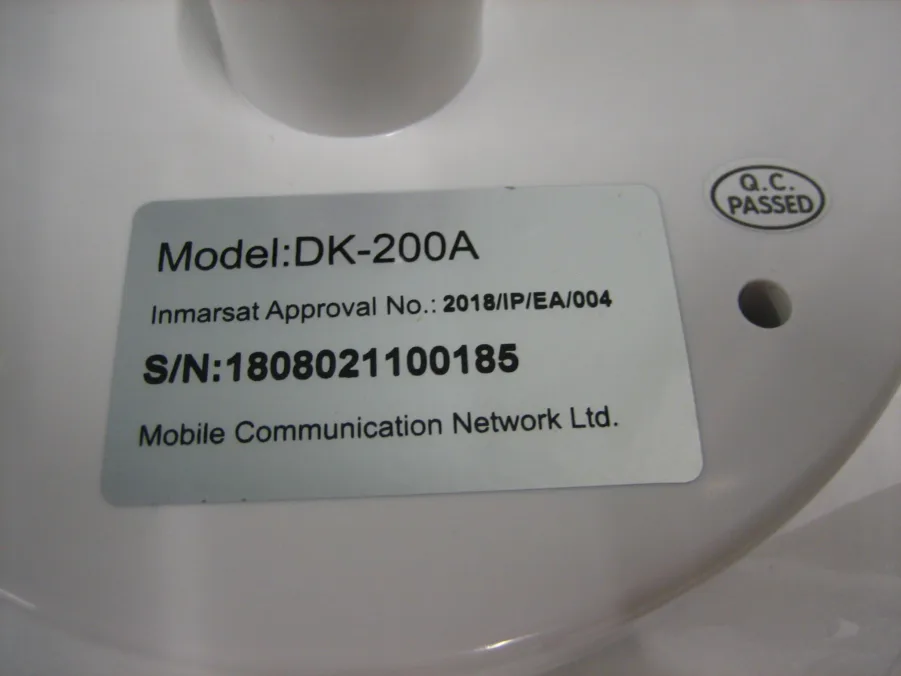 Q.C.
PASSED
Model:DK-200A
Inmarsat Approval No.: 2018/IP/EA/004
S/N:1808021100185
Mobile Communication Network Ltd.